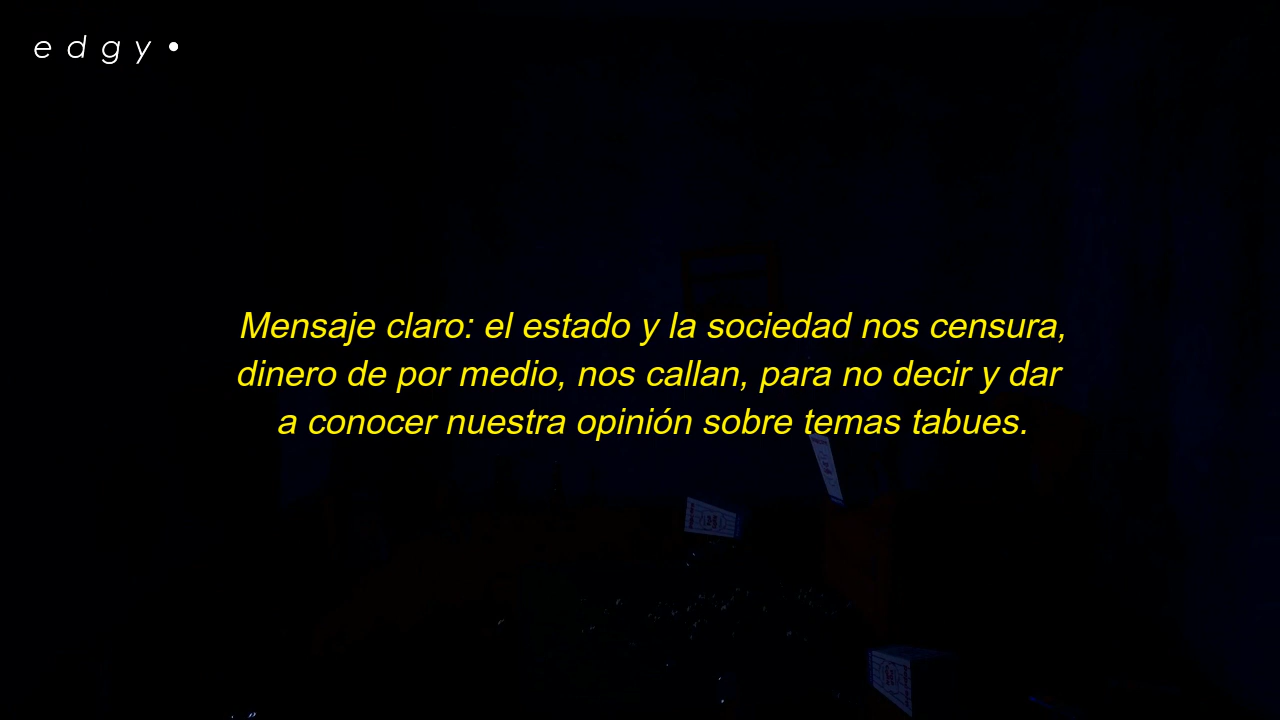 edgy•
Mensaje claro: el estado y la sociedad nos censura,
dinero de por medio, nos callan, para no decir y dar
a conocer nuestra opinión sobre temas tabues.